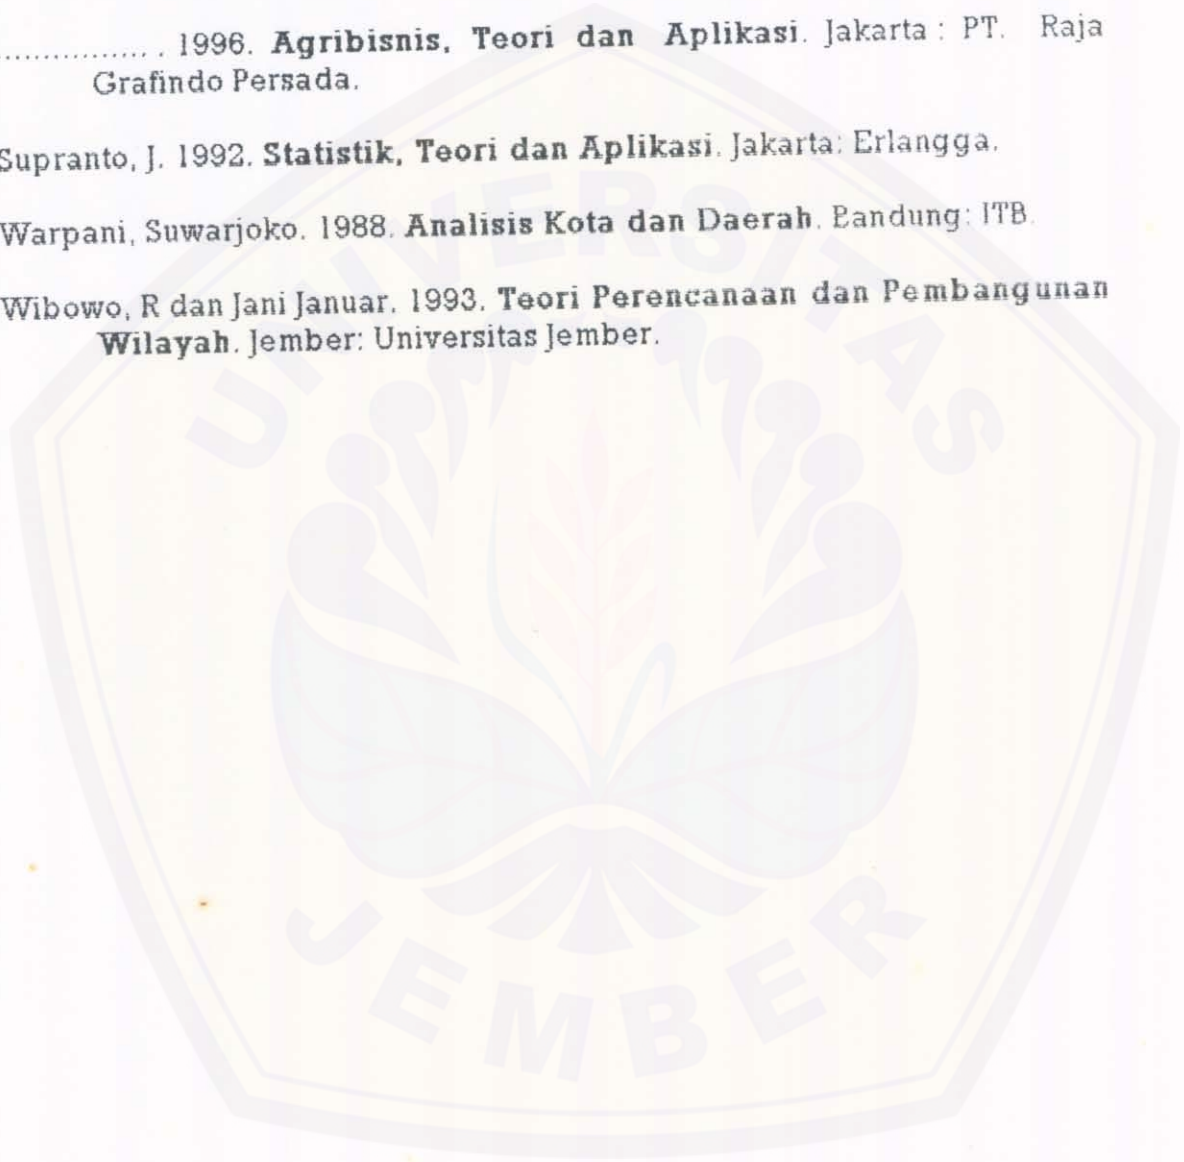 ................ . 1996. Agribisnis, Teori dan Aplikasi. Jakarta : PT. Raja
Grafindo Persada.
Supranto, J. 1992. Statistik, Teori dan Aplikasi. Jakarta: Erlangga.
Warpani, Suwarjoko. 1988. Analisis Kota dan Daerah. Bandung: ITB.
Wibowo, R dan Jani Januar. 1993. Teori Perencanaan dan Pembangunan
Wilayah. Jember: Universitas Jember.
UNIVERSITAS
JEMBER